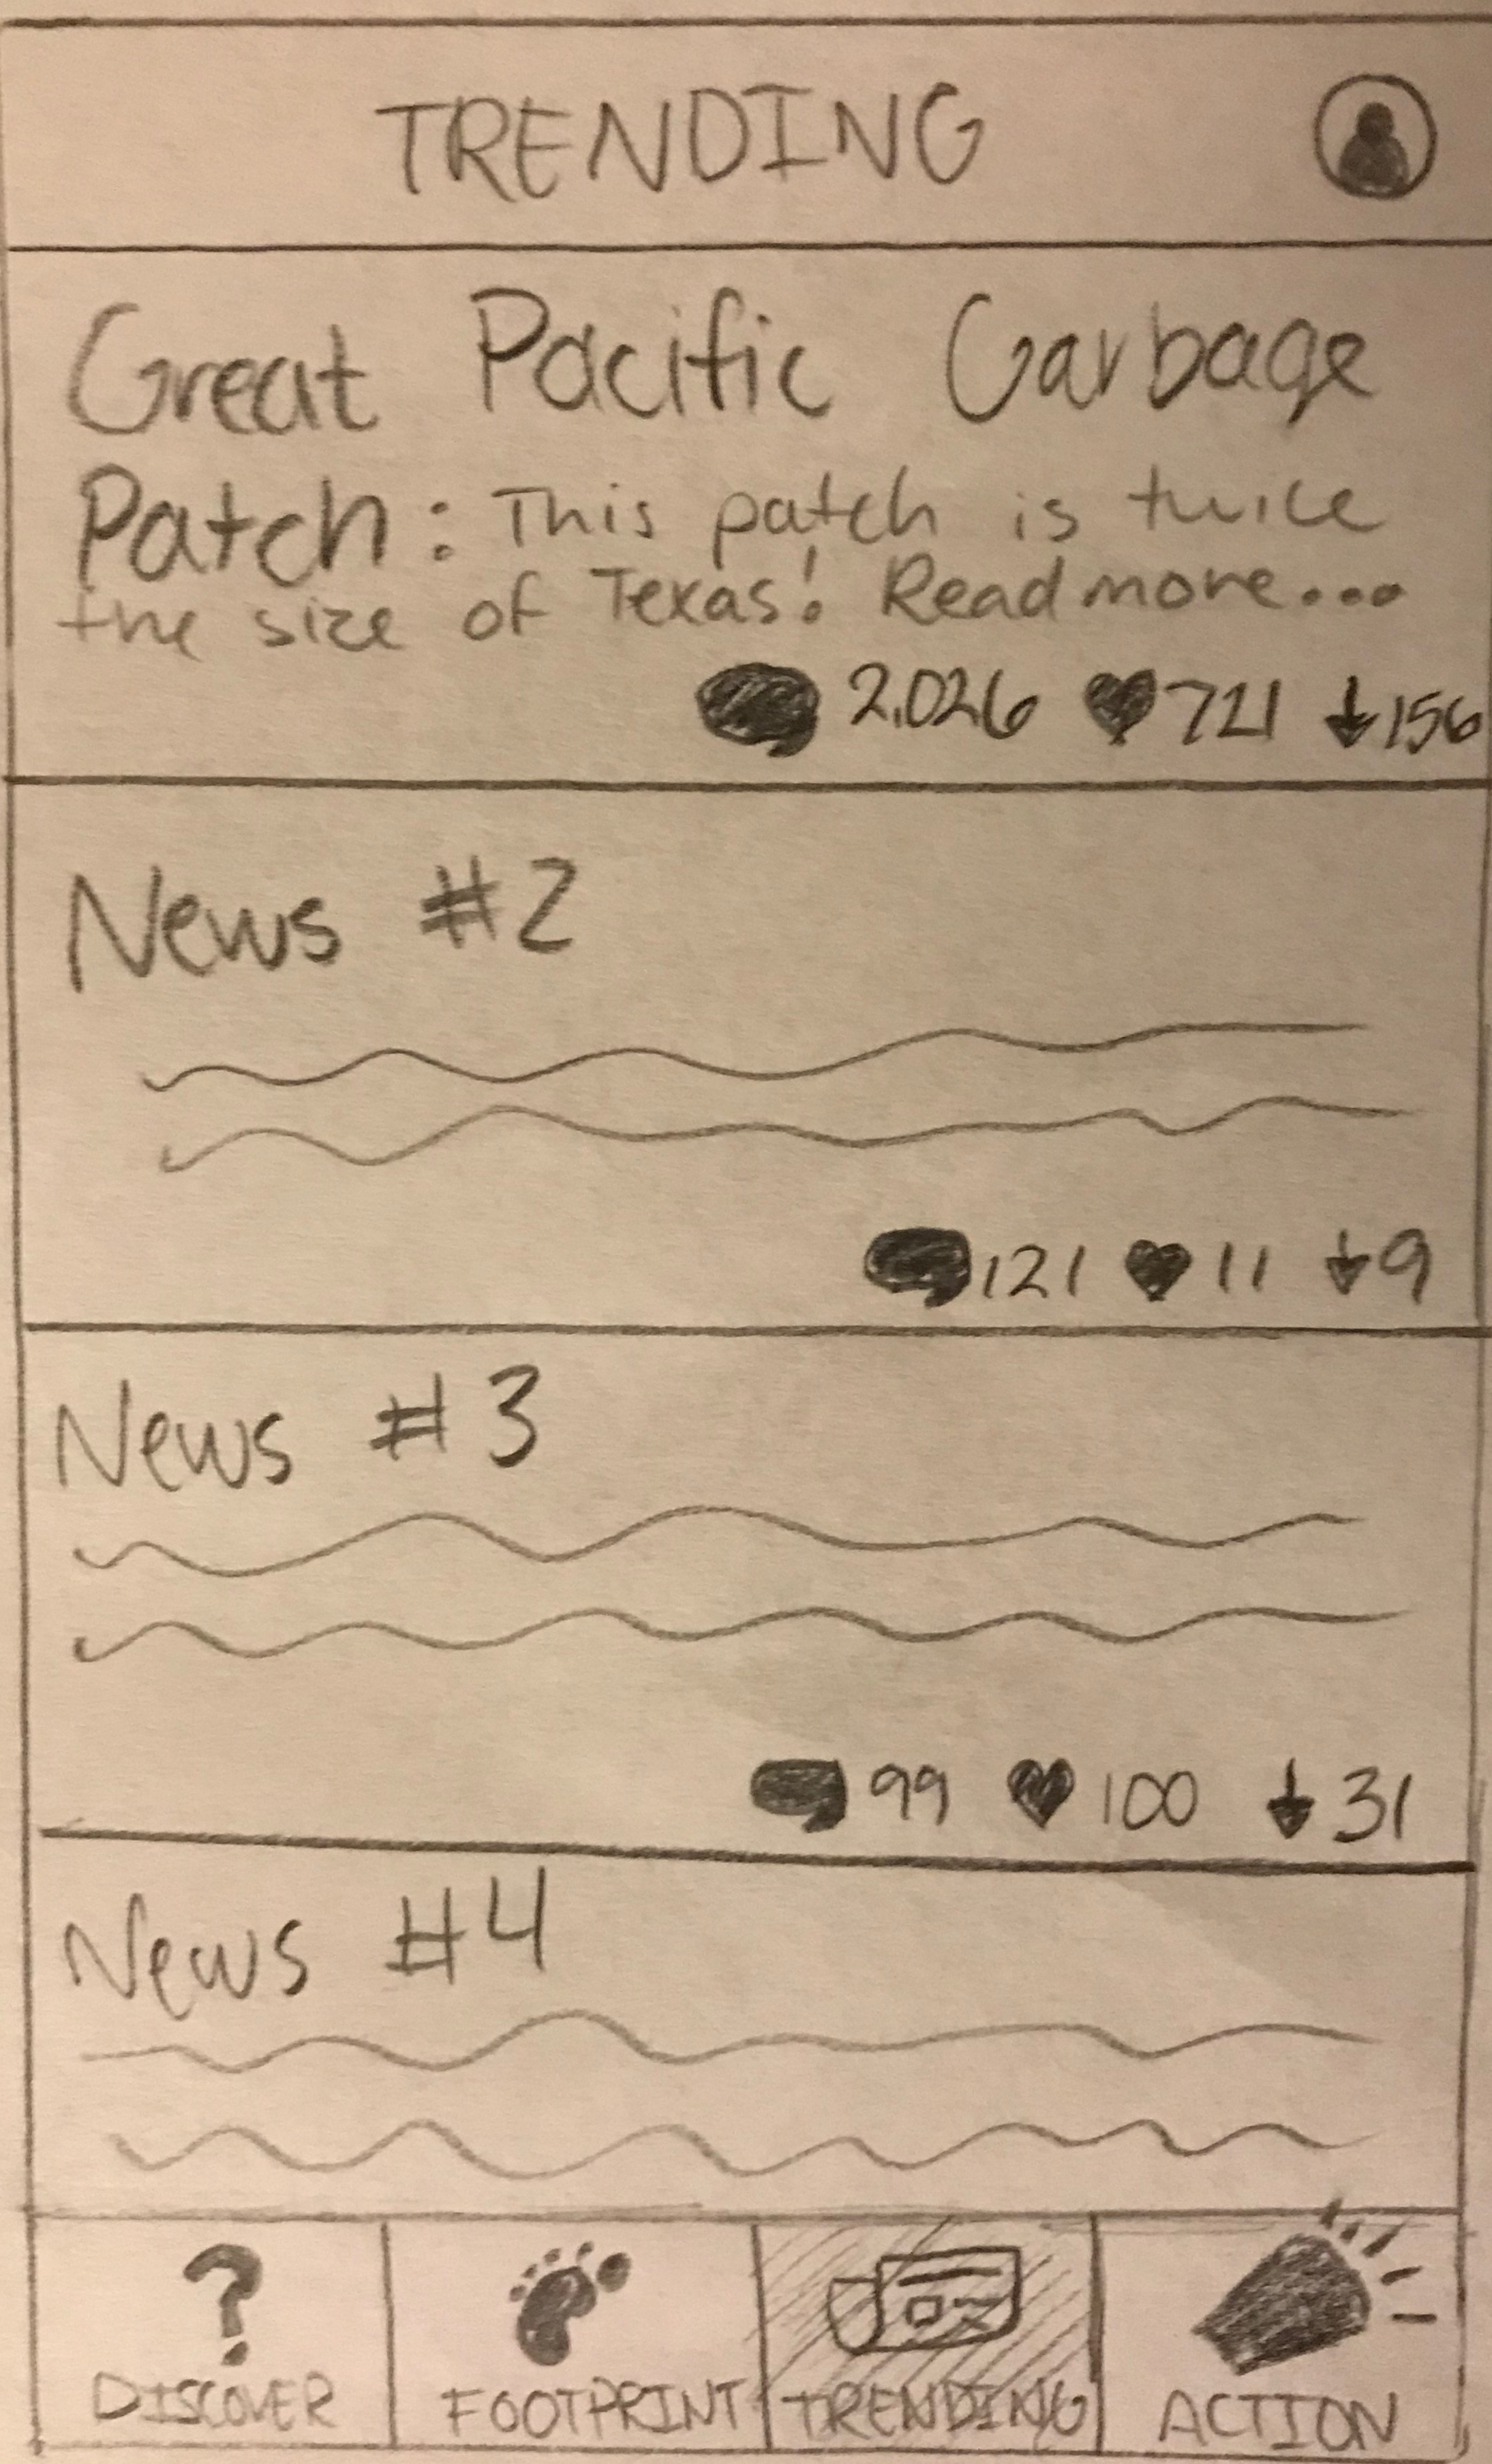 TRENDING
Great Pacific Garbage
Patch: This patch is twice
the size of Texas! Read more...
2,026 721 156
News #2
121 11 9
News #3
99 100 31
News #4
DISCOVER FOOTPRINT TRENDING ACTION